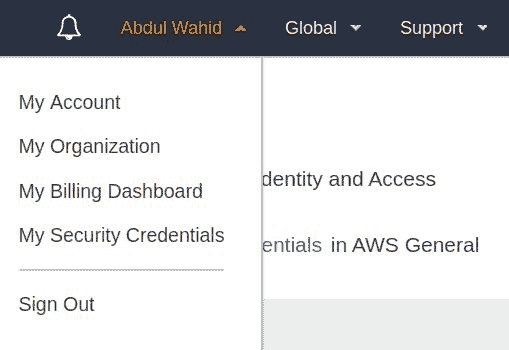 Abdul Wahid Global Support
My Account
My Organization
My Billing Dashboard
dentity and Access
My Security Credentials
entials in AWS General
Sign Out